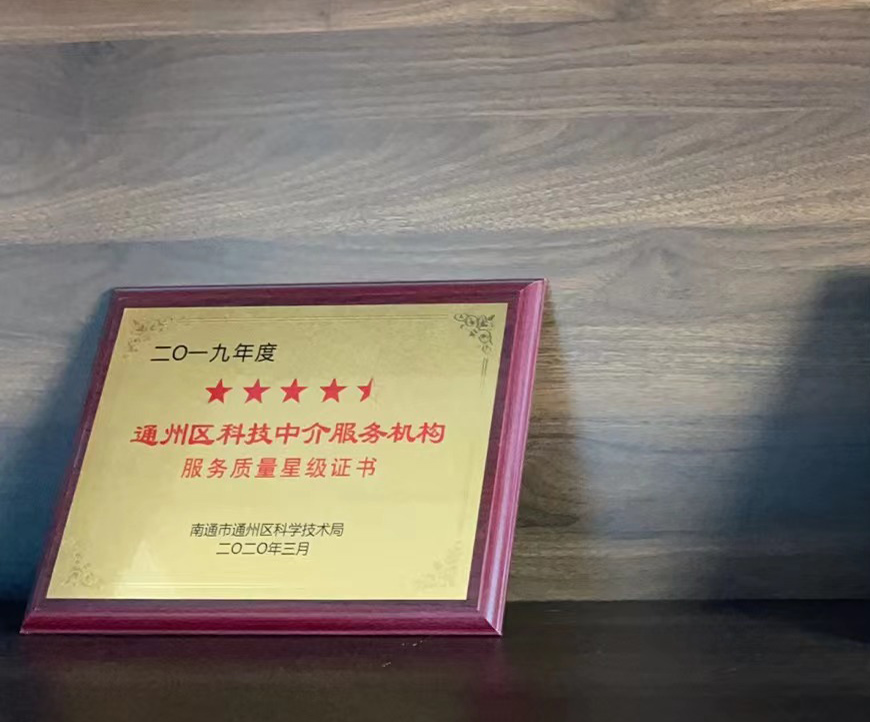 二〇一九年度
通州区科技中介服务机构
服务质量星级证书
南通市通州区科学技术局
二〇二〇年三月